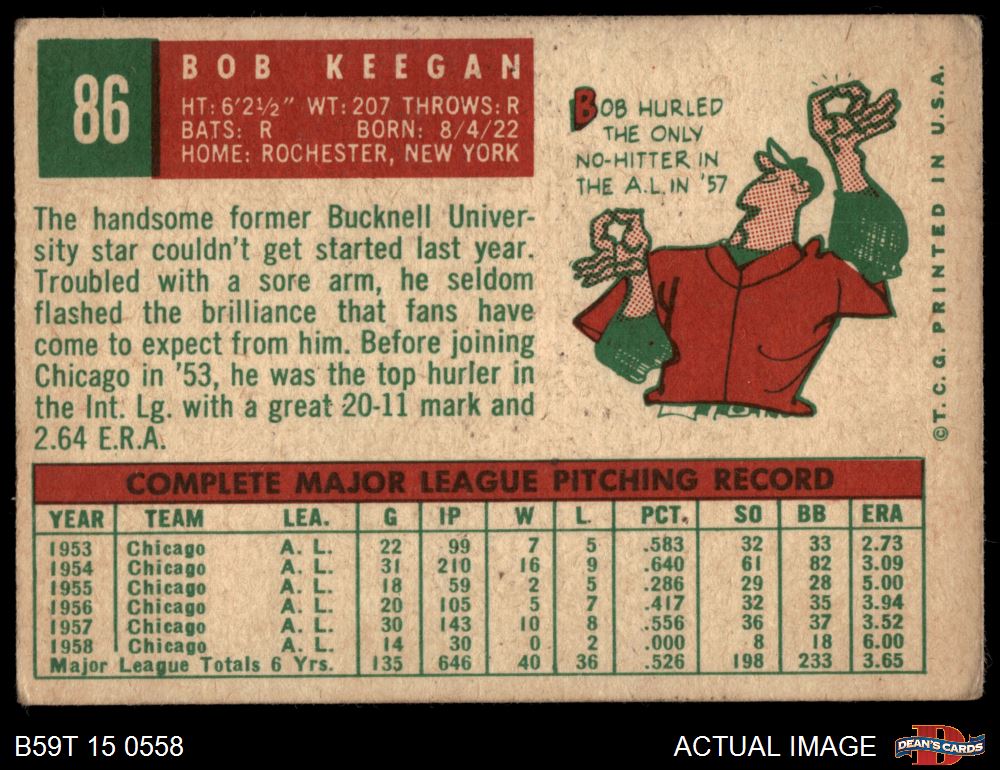 86
BOB KEEGAN
HT: 6'2½" WT: 207 THROWS: R
BATS: R BORN: 8/4/22
HOME: ROCHESTER, NEW YORK
BOB HURLED
THE ONLY
NO-HITTER IN
THE A.L. IN '57
The handsome former Bucknell Univer-
sity star couldn't get started last year.
Troubled with a sore arm, he seldom
flashed the brilliance that fans have
come to expect from him. Before joining
Chicago in '53, he was the top hurler in
the Int. Lg. with a great 20-11 mark and
2.64 E.R.A.
© T. C. G. PRINTED IN U.S.A.
COMPLETE MAJOR LEAGUE PITCHING RECORD
YEAR TEAM LEA. G IP W L PCT. SO BB ERA
1953 Chicago A. L. 22 99 7 5 .583 32 33 2.73
1954 Chicago A. L. 31 210 16 9 .640 61 82 3.09
1955 Chicago A. L. 18 59 2 5 .286 29 28 5.00
1956 Chicago A. L. 20 105 5 7 .417 32 35 3.94
1957 Chicago A. L. 30 143 10 8 .556 36 37 3.52
1958 Chicago A. L. 14 30 0 2 .000 8 18 6.00
Major League Totals 6 Yrs. 135 646 40 36 .526 198 233 3.65
B59T 15 0558
ACTUAL IMAGE
D
DEAN'S CARDS